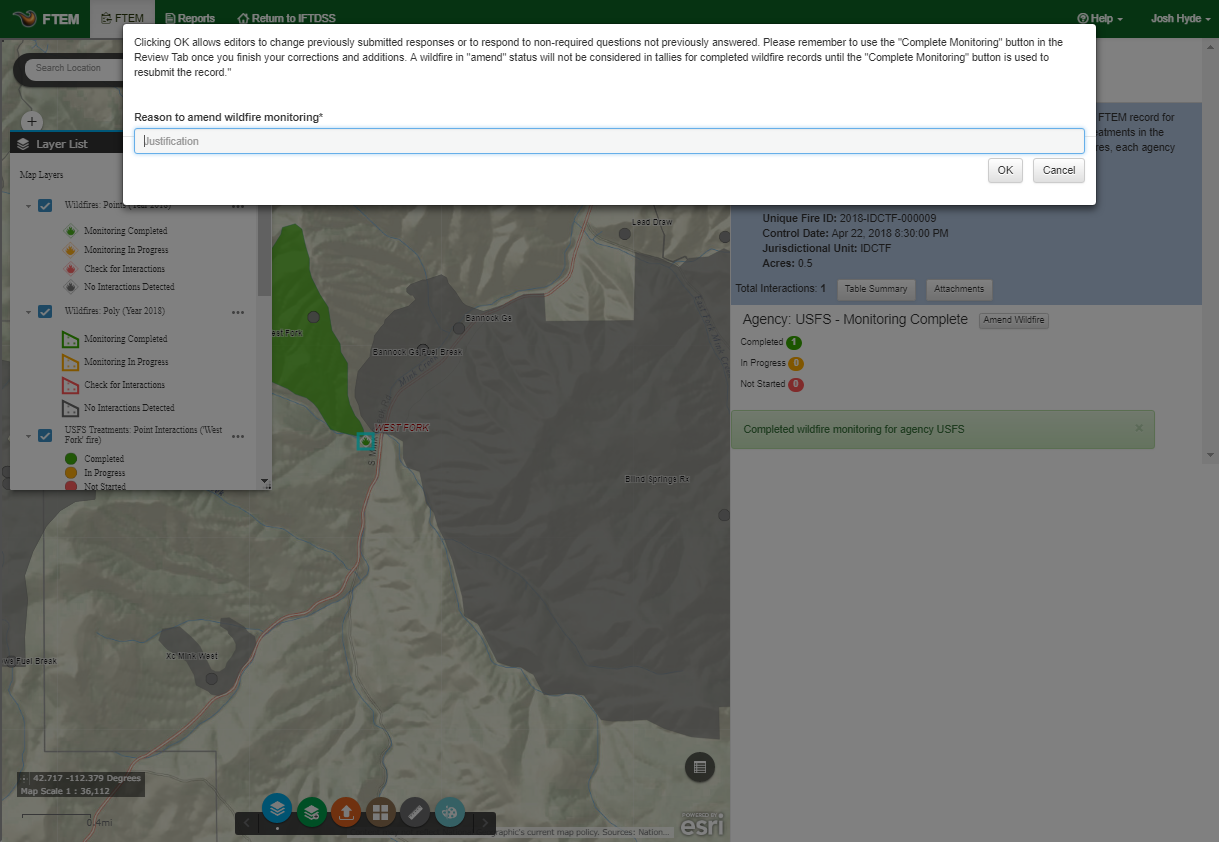 FTEM
FTEM
Reports
Return to IFTDSS
Help
Josh Hyde
Clicking OK allows editors to change previously submitted responses or to respond to non-required questions not previously answered. Please remember to use the "Complete Monitoring" button in the
Review Tab once you finish your corrections and additions. A wildfire in "amend" status will not be considered in tallies for completed wildfire records until the "Complete Monitoring" button is used to
resubmit the record."
Reason to amend wildfire monitoring*
Justification
OK
Cancel
Search Location
+
Layer List
Map Layers
Wildfires: Points (Year 2018)
Monitoring Completed
Monitoring In Progress
Check for Interactions
No Interactions Detected
Wildfires: Poly (Year 2018)
Monitoring Completed
Monitoring In Progress
Check for Interactions
No Interactions Detected
USFS Treatments: Point Interactions ('West
Fork' fire)
Completed
In Progress
Not Started
Lead Draw
Bannock Gs
est Fork
Bannock Gs Fuel Break
WEST FORK
Blind Springs Rx
Xc Mink West
ws Fuel Break
42.717 -112.379 Degrees
Map Scale 1 : 36,112
0.4mi
raphic's current map policy. Sources: Nation...
POWERED BY
esri
FTEM record for
eatments in the
res, each agency
Unique Fire ID: 2018-IDCTF-000009
Control Date: Apr 22, 2018 8:30:00 PM
Jurisdictional Unit: IDCTF
Acres: 0.5
Total Interactions: 1
Table Summary
Attachments
Agency: USFS - Monitoring Complete
Amend Wildfire
Completed 1
In Progress 0
Not Started 0
Completed wildfire monitoring for agency USFS
×